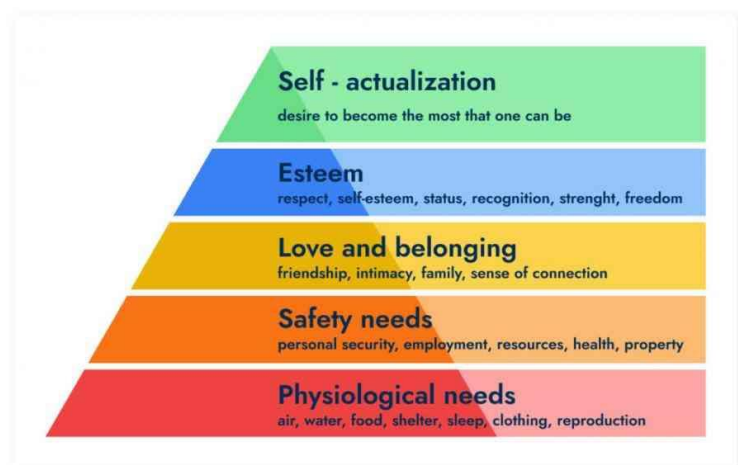 Self - actualization
desire to become the most that one can be
Esteem
respect, self-esteem, status, recognition, strenght, freedom
Love and belonging
friendship, intimacy, family, sense of connection
Safety needs
personal security, employment, resources, health, property
Physiological needs
air, water, food, shelter, sleep, clothing, reproduction